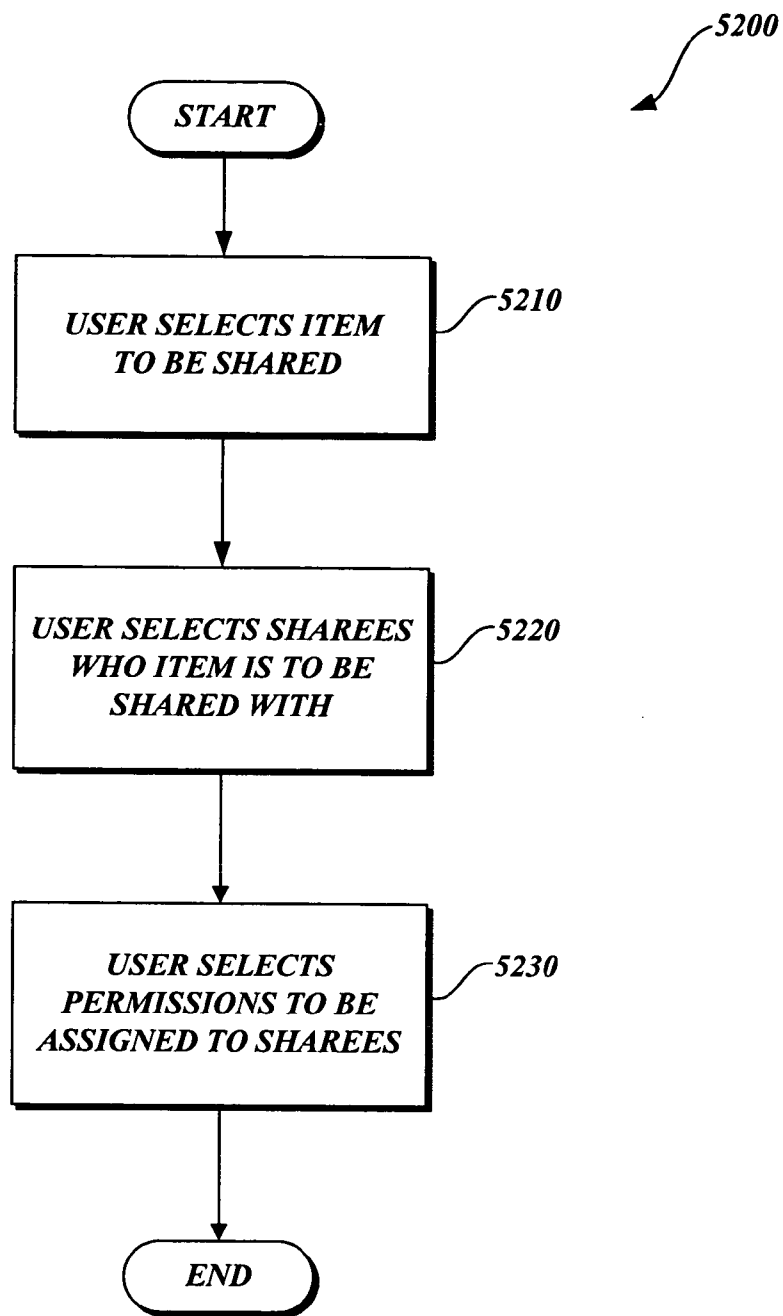 5200
START
USER SELECTS ITEM
TO BE SHARED
5210
USER SELECTS SHAREES
WHO ITEM IS TO BE
SHARED WITH
5220
USER SELECTS
PERMISSIONS TO BE
ASSIGNED TO SHAREES
5230
END